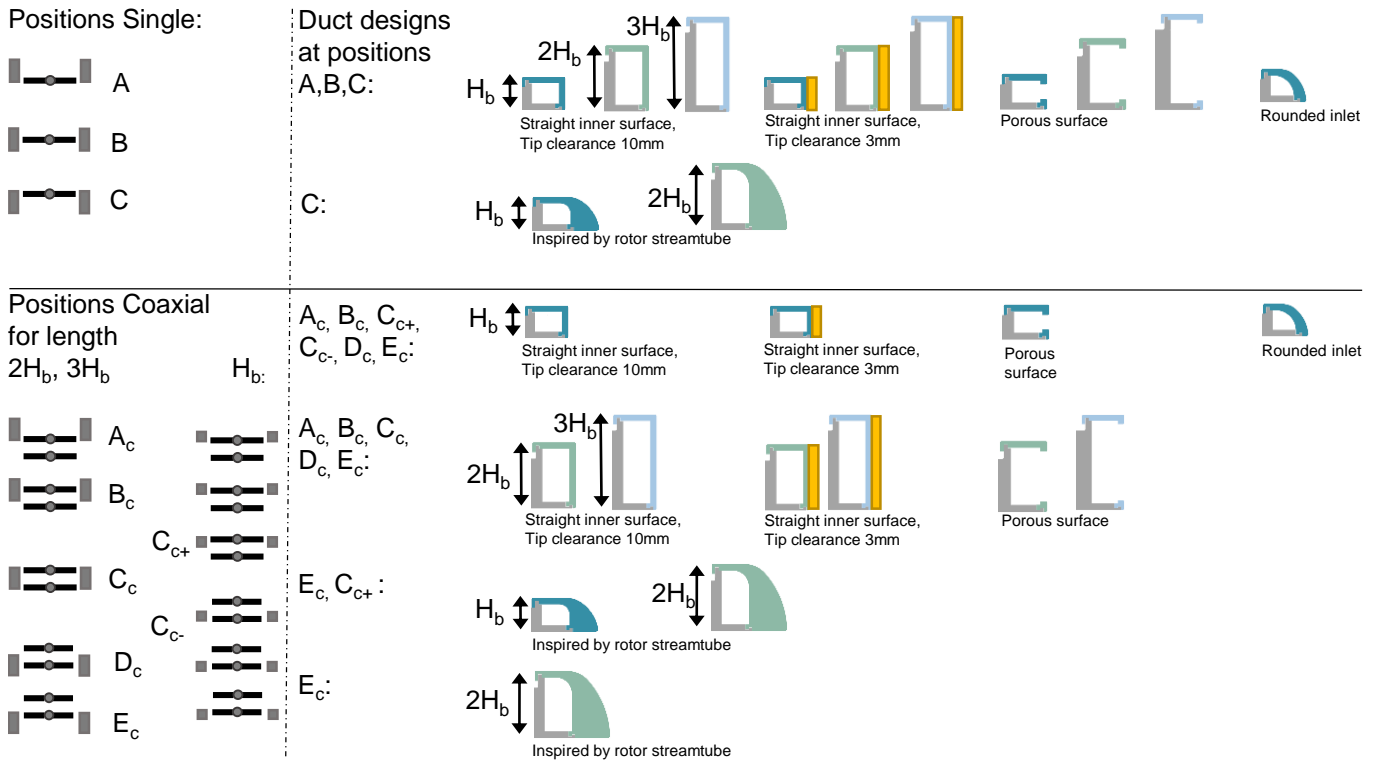 Positions Single:
A
B
C
Duct designs
at positions
A,B,C:
Hb
2Hb
3Hb
Straight inner surface,
Tip clearance 10mm
Straight inner surface,
Tip clearance 3mm
Porous surface
Rounded inlet
C:
Hb
2Hb
Inspired by rotor streamtube
Positions Coaxial
for length
2Hb, 3Hb
Hb:
Ac
Bc
Cc+
Cc
Cc-
Dc
Ec
Ac, Bc, Cc+,
Cc-, Dc, Ec:
Hb
Straight inner surface,
Tip clearance 10mm
Straight inner surface,
Tip clearance 3mm
Porous
surface
Rounded inlet
Ac, Bc, Cc,
Dc, Ec:
2Hb
3Hb
Straight inner surface,
Tip clearance 10mm
Straight inner surface,
Tip clearance 3mm
Porous surface
Ec, Cc+ :
Hb
2Hb
Inspired by rotor streamtube
Ec:
2Hb
Inspired by rotor streamtube